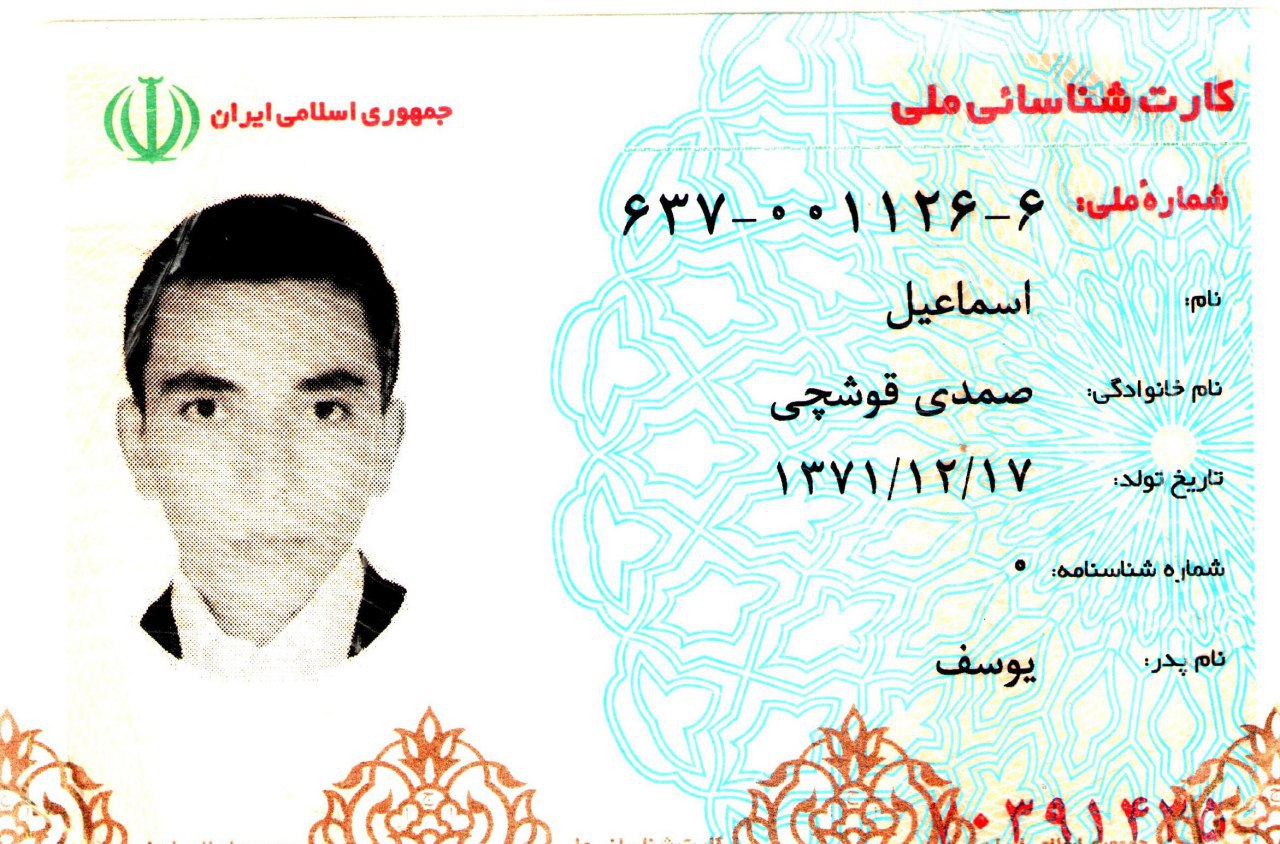 کارت شناسائی ملی
جمهوری اسلامی ایران
شمارهٔ ملی: ۶۳۷-۰۰۱۱۲۶-۶
نام: اسماعیل
نام خانوادگی: صمدی قوشچی
تاریخ تولد: ۱۳۷۱/۱۲/۱۷
شماره شناسنامه: ۰
نام پدر: یوسف
۷۰۳۹۱۴۲۵